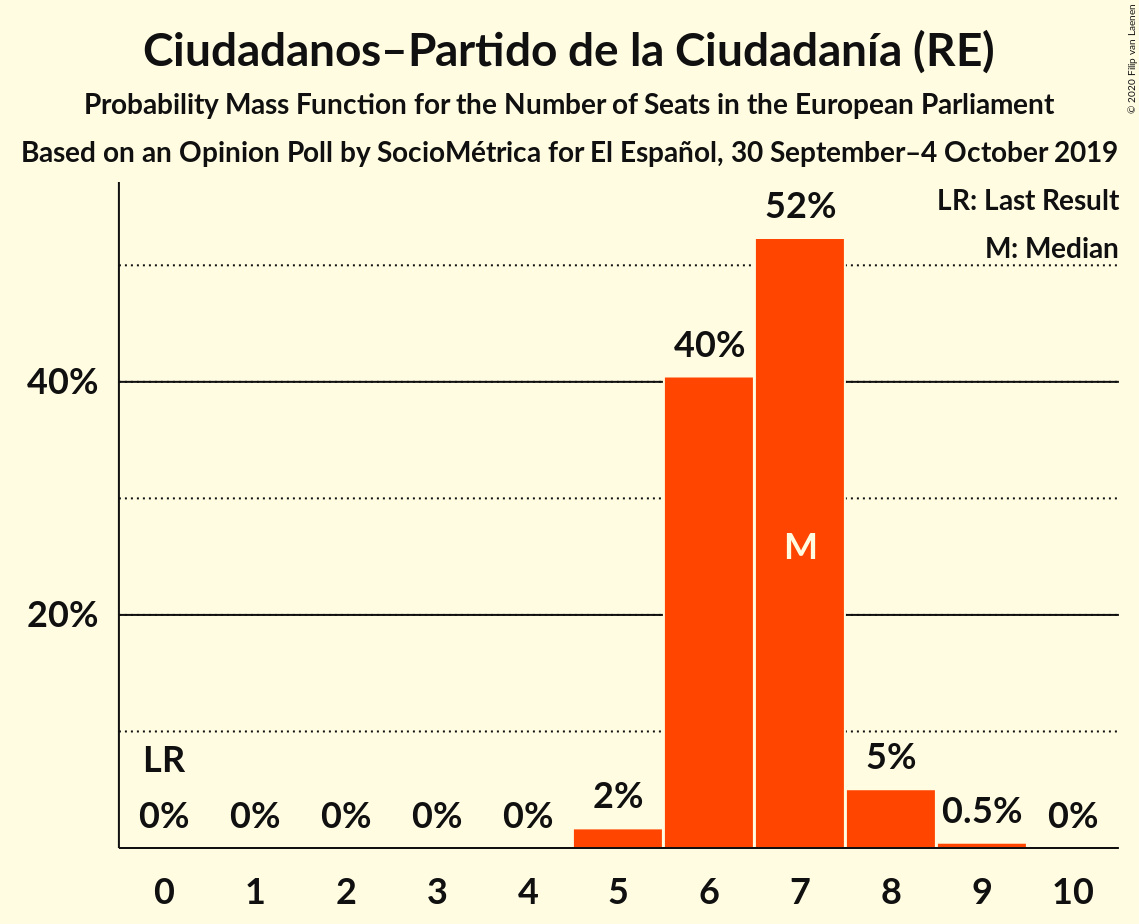 Ciudadanos–Partido de la Ciudadanía (RE)
Probability Mass Function for the Number of Seats in the European Parliament
Based on an Opinion Poll by SocioMétrica for El Español, 30 September–4 October 2019
© 2020 Filip van Laenen
LR: Last Result
M: Median
52%
40%
40%
M
20%
LR
0%
0%
0%
0%
0%
2%
5%
0.5%
0%
0 1 2 3 4 5 6 7 8 9 10